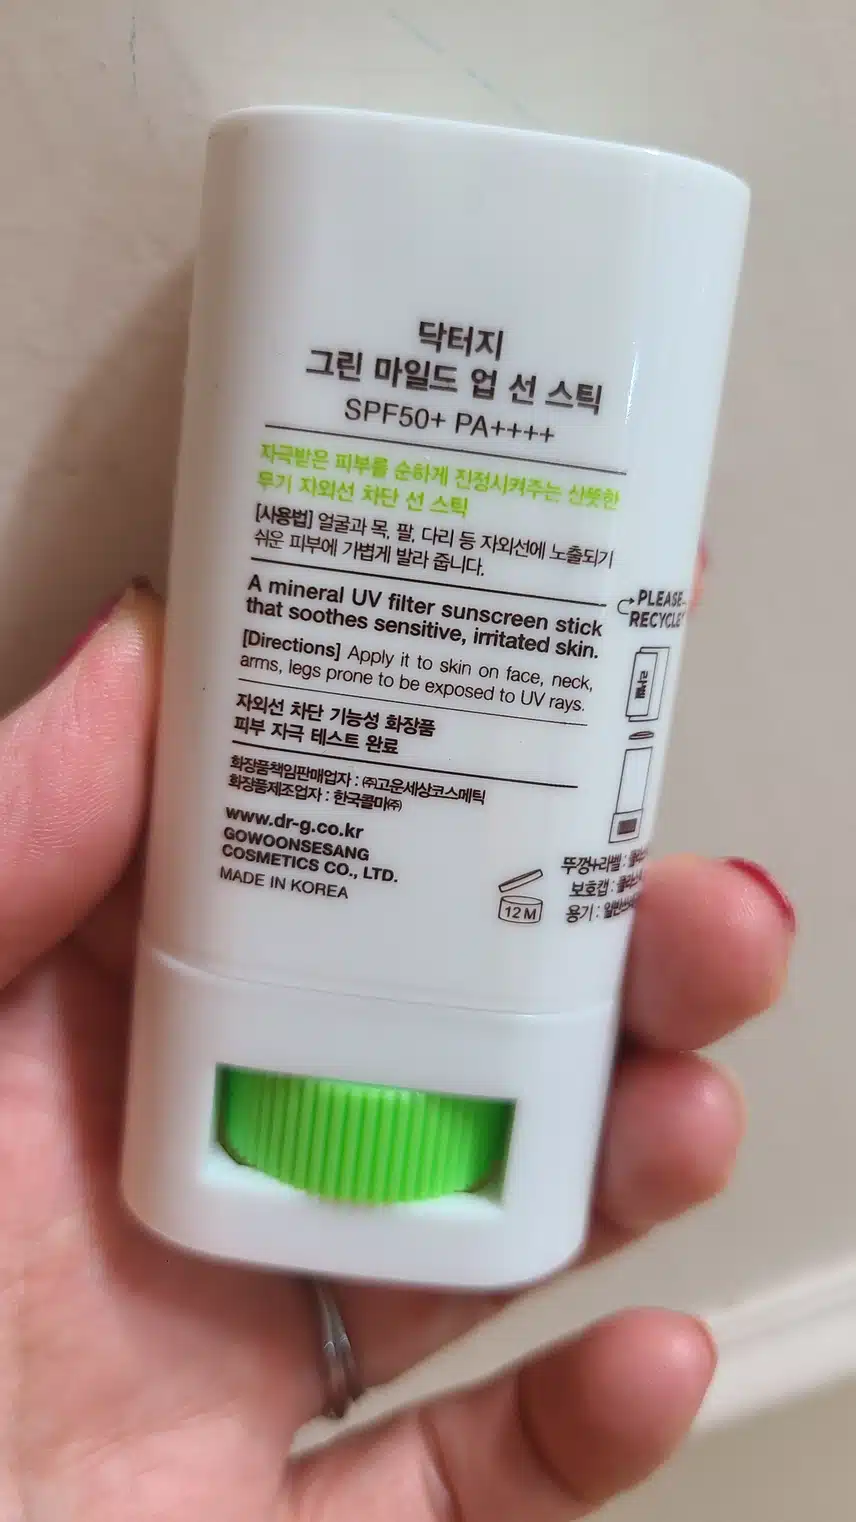 닥터지
그린 마일드 업 선 스틱
SPF50+ PA++++
자극받은 피부를 순하게 진정시켜주는 산뜻한
무기 자외선 차단 선 스틱
[사용법] 얼굴과 목, 팔, 다리 등 자외선에 노출되기
쉬운 피부에 가볍게 발라 줍니다.
A mineral UV filter sunscreen stick
that soothes sensitive, irritated skin.
[Directions] Apply it to skin on face, neck,
arms, legs prone to be exposed to UV rays.
자외선 차단 기능성 화장품
피부 자극 테스트 완료
화장품책임판매업자 : ㈜고운세상코스메틱
화장품제조업자 : 한국콜마㈜
www.dr-g.co.kr
GOWOONSESANG
COSMETICS CO., LTD.
MADE IN KOREA
12 M
PLEASE
RECYCLE
라벨
뚜껑+라벨 :
보호캡 :
용기 :